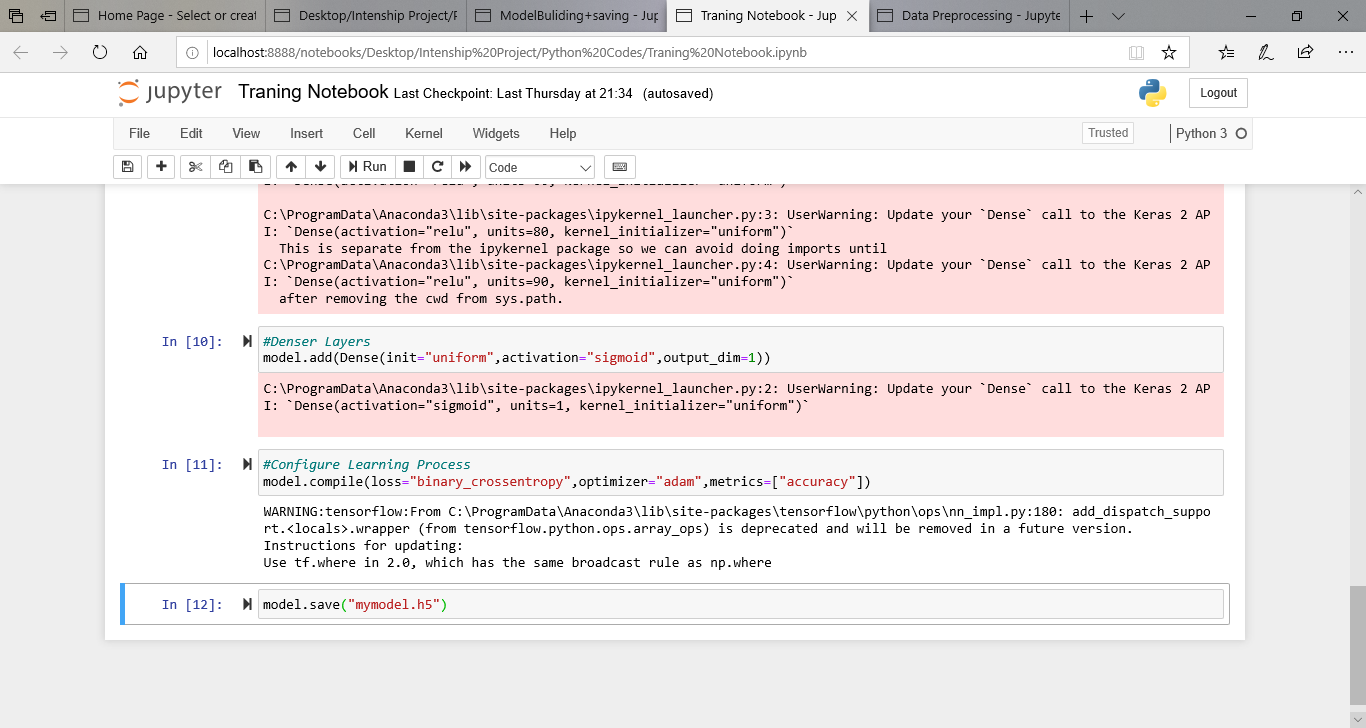 Home Page - Select or creat
Desktop/Intenship Project/F
ModelBuliding+saving - Jup
Traning Notebook - Jup
Data Preprocessing - Jupyte
localhost:8888/notebooks/Desktop/Intenship%20Project/Python%20Codes/Traning%20Notebook.ipynb
jupyter Traning Notebook Last Checkpoint: Last Thursday at 21:34 (autosaved)
Logout
File Edit View Insert Cell Kernel Widgets Help
Trusted
Python 3
Run
Code
C:\ProgramData\Anaconda3\lib\site-packages\ipykernel_launcher.py:3: UserWarning: Update your `Dense` call to the Keras 2 AP
I: `Dense(activation="relu", units=80, kernel_initializer="uniform")`
This is separate from the ipykernel package so we can avoid doing imports until
C:\ProgramData\Anaconda3\lib\site-packages\ipykernel_launcher.py:4: UserWarning: Update your `Dense` call to the Keras 2 AP
I: `Dense(activation="relu", units=90, kernel_initializer="uniform")`
after removing the cwd from sys.path.
In [10]:
#Denser Layers
model.add(Dense(init="uniform",activation="sigmoid",output_dim=1))
C:\ProgramData\Anaconda3\lib\site-packages\ipykernel_launcher.py:2: UserWarning: Update your `Dense` call to the Keras 2 AP
I: `Dense(activation="sigmoid", units=1, kernel_initializer="uniform")`
In [11]:
#Configure Learning Process
model.compile(loss="binary_crossentropy",optimizer="adam",metrics=["accuracy"])
WARNING:tensorflow:From C:\ProgramData\Anaconda3\lib\site-packages\tensorflow\python\ops\nn_impl.py:180: add_dispatch_suppo
rt.<locals>.wrapper (from tensorflow.python.ops.array_ops) is deprecated and will be removed in a future version.
Instructions for updating:
Use tf.where in 2.0, which has the same broadcast rule as np.where
In [12]:
model.save("mymodel.h5")